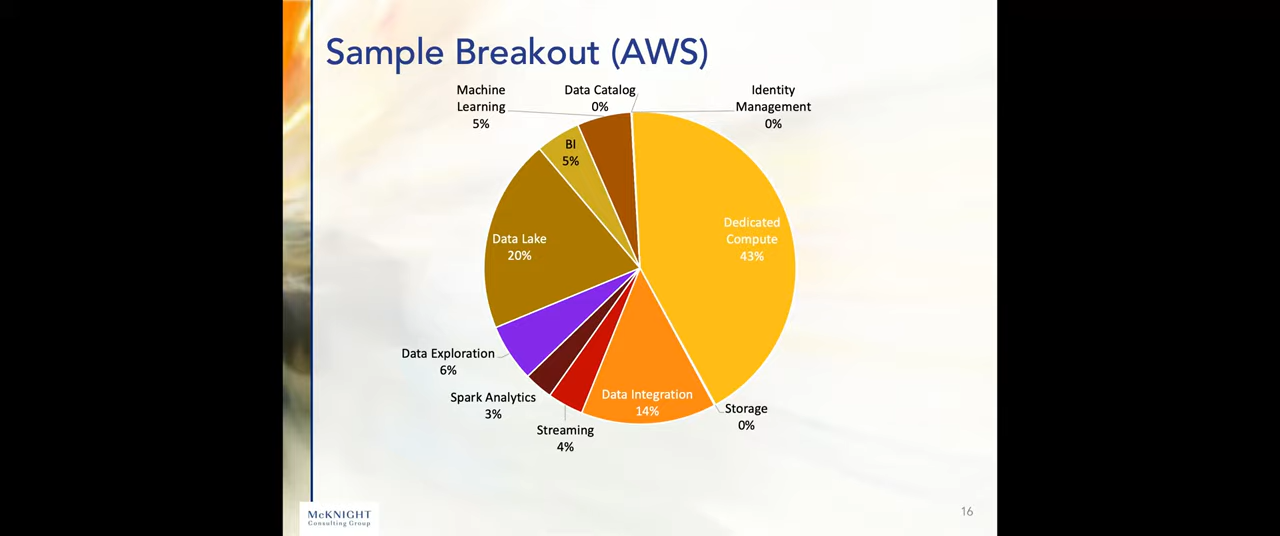 Sample Breakout (AWS)
Machine
Learning
5%
Data Catalog
0%
Identity
Management
0%
BI
5%
Dedicated
Compute
43%
Data Lake
20%
Data Exploration
6%
Spark Analytics
3%
Streaming
4%
Data Integration
14%
Storage
0%
McKNIGHT
Consulting Group
16